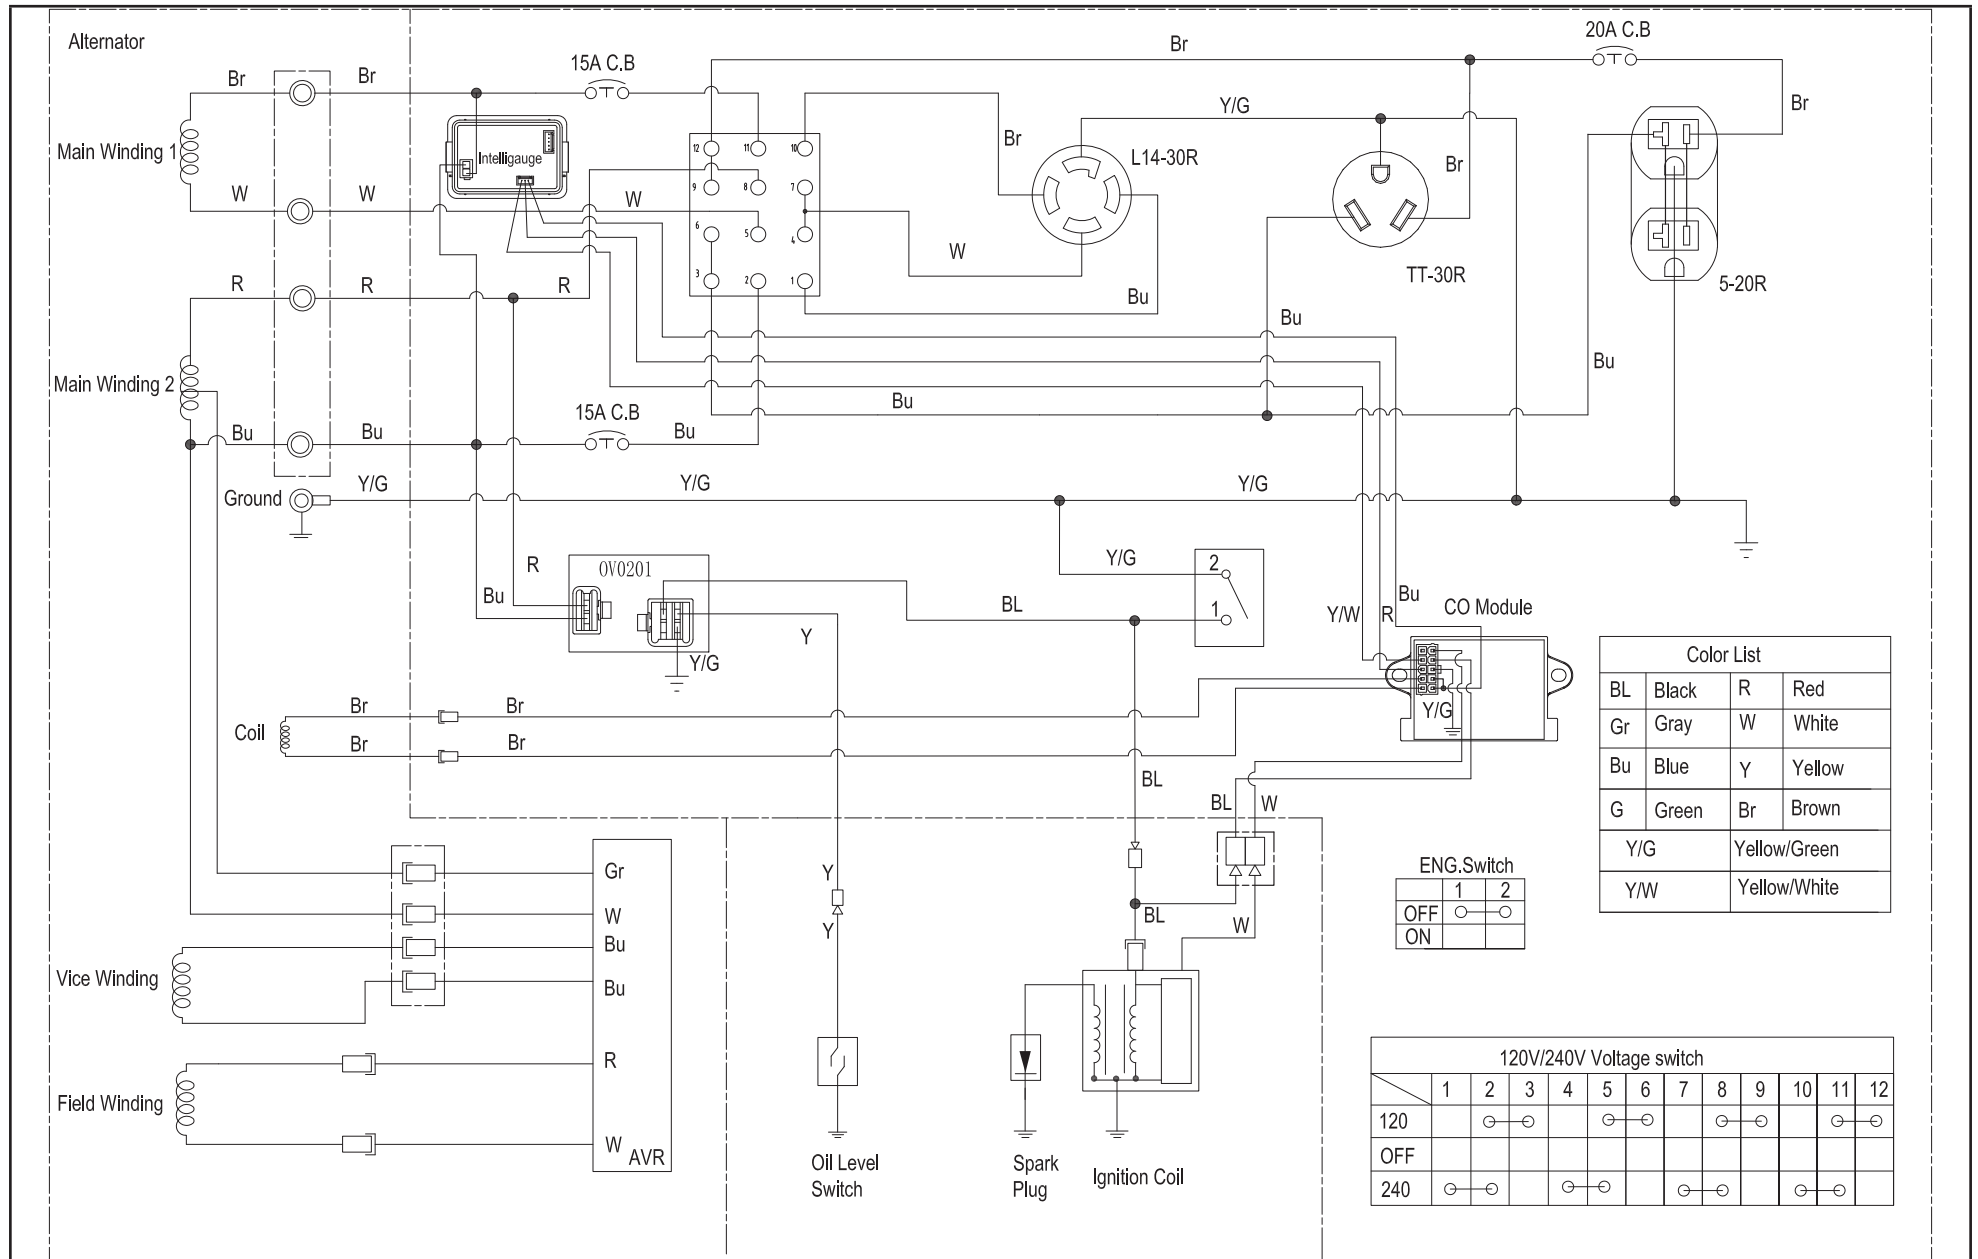 Alternator
20A C.B
Br
15A C.B
Br
Br
Y/G
Br
Main Winding 1
Intelligauge
12
11
10
Br
L14-30R
Br
W
W
W
9
8
7
6
5
4
W
3
2
1
TT-30R
5-20R
R
R
R
Bu
Bu
Main Winding 2
Bu
15A C.B
Bu
Bu
Bu
Bu
Ground
Y/G
Y/G
Y/G
R
OV0201
Bu
Y/G
2
1
BL
Y
Y/G
Y/W
R
Bu
CO Module
Y/G
Color List
BL Black R Red
Gr Gray W White
Bu Blue Y Yellow
G Green Br Brown
Y/G Yellow/Green
Y/W Yellow/White
Coil
Br
Br
Br
Br
BL
BL
W
Gr
W
Bu
Bu
R
W
AVR
Y
Y
BL
W
ENG.Switch
1 2
OFF
ON
Vice Winding
Field Winding
Oil Level
Switch
Spark
Plug
Ignition Coil
120V/240V Voltage switch
1 2 3 4 5 6 7 8 9 10 11 12
120
OFF
240